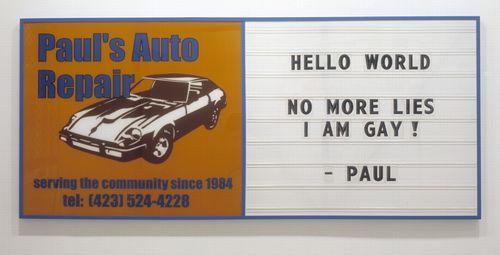 Paul's Auto
Repair
serving the community since 1984
tel: (423) 524-4228
HELLO WORLD
NO MORE LIES
I AM GAY !
- PAUL